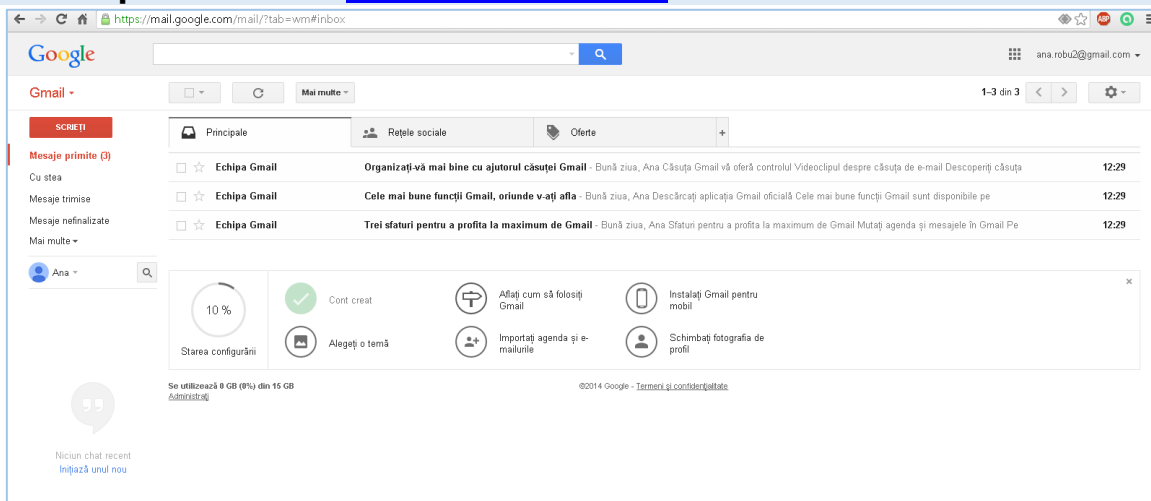 https://mail.google.com/mail/?tab=wm#inbox
ABP
Google
ana.robu2@gmail.com
Gmail
Mai multe
1–3 din 3
SCRIEȚI
Principale
Rețele sociale
Oferte
+
Mesaje primite (3)
Echipa Gmail
Organizați-vă mai bine cu ajutorul căsuței Gmail - Bună ziua, Ana Căsuța Gmail vă oferă controlul Videoclipul despre căsuța de e-mail Descoperiți căsuța
12:29
Cu stea
Mesaje trimise
Echipa Gmail
Cele mai bune funcții Gmail, oriunde v-ați afla - Bună ziua, Ana Descărcați aplicația Gmail oficială Cele mai bune funcții Gmail sunt disponibile pe
12:29
Mesaje nefinalizate
Echipa Gmail
Trei sfaturi pentru a profita la maximum de Gmail - Bună ziua, Ana Sfaturi pentru a profita la maximum de Gmail Mutați agenda și mesajele în Gmail Pe
12:29
Mai multe
Ana
10 %
Starea configurării
Cont creat
Aflați cum să folosiți
Gmail
Instalați Gmail pentru
mobil
Alegeți o temă
Importați agenda și e-
mailurile
Schimbați fotografia de
profil
Se utilizează 0 GB (0%) din 15 GB
Administrați
©2014 Google - Termeni și confidențialitate
Niciun chat recent
Inițiază unul nou